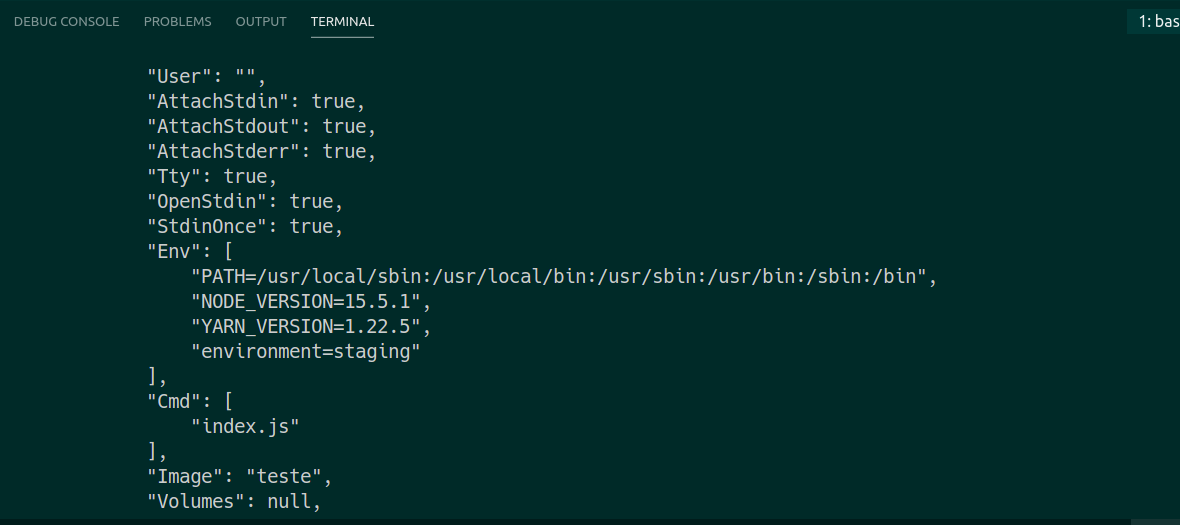 DEBUG CONSOLE PROBLEMS OUTPUT TERMINAL 1: bas
"User": "",
"AttachStdin": true,
"AttachStdout": true,
"AttachStderr": true,
"Tty": true,
"OpenStdin": true,
"StdinOnce": true,
"Env": [
"PATH=/usr/local/sbin:/usr/local/bin:/usr/sbin:/usr/bin:/sbin:/bin",
"NODE_VERSION=15.5.1",
"YARN_VERSION=1.22.5",
"environment=staging"
],
"Cmd": [
"index.js"
],
"Image": "teste",
"Volumes": null,